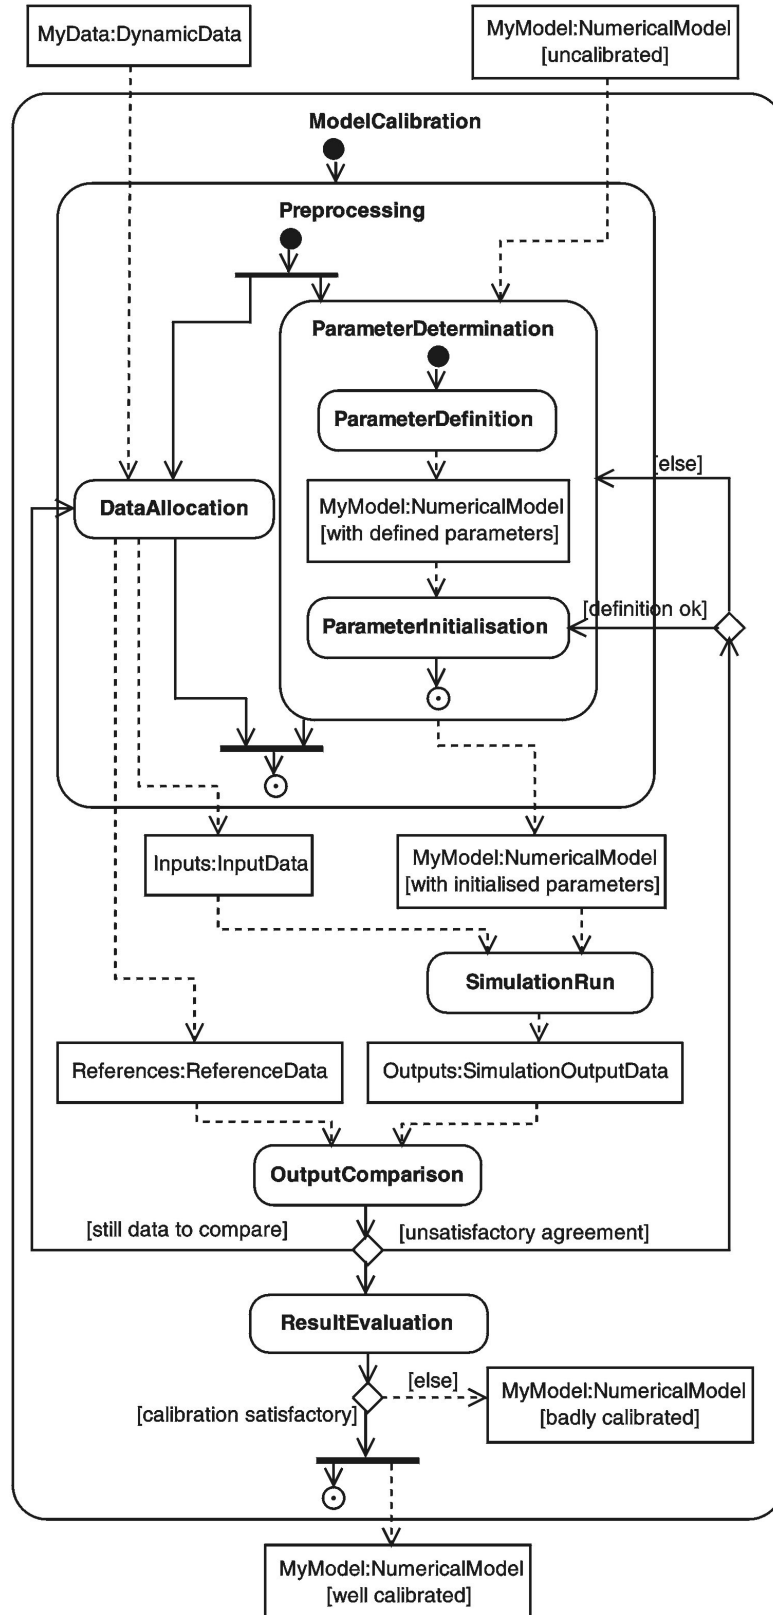 MyData:DynamicData
MyModel:NumericalModel
[uncalibrated]
ModelCalibration
Preprocessing
ParameterDetermination
ParameterDefinition
[else]
MyModel:NumericalModel
[with defined parameters]
DataAllocation
[definition ok]
ParameterInitialisation
Inputs:InputData
MyModel:NumericalModel
[with initialised parameters]
SimulationRun
References:ReferenceData
Outputs:SimulationOutputData
OutputComparison
[still data to compare]
[unsatisfactory agreement]
ResultEvaluation
[else]
MyModel:NumericalModel
[badly calibrated]
[calibration satisfactory]
MyModel:NumericalModel
[well calibrated]